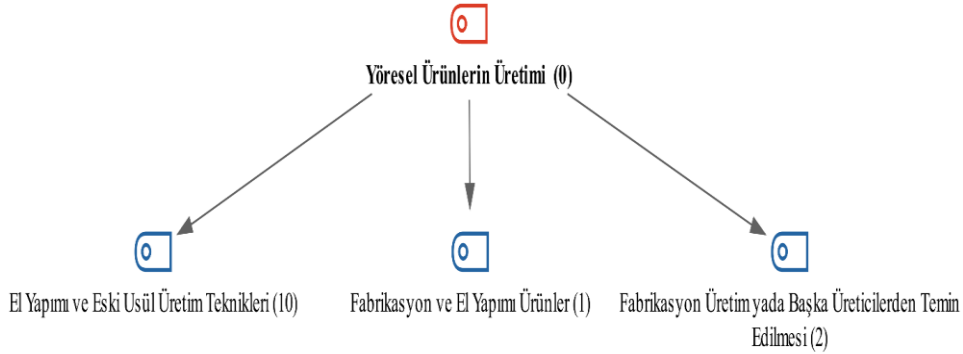 Yöresel Ürünlerin Üretimi (0)
El Yapımı ve Eski Usül Üretim Teknikleri (10)
Fabrikasyon ve El Yapımı Ürünler (1)
Fabrikasyon Üretim yada Başka Üreticilerden Temin
Edilmesi (2)